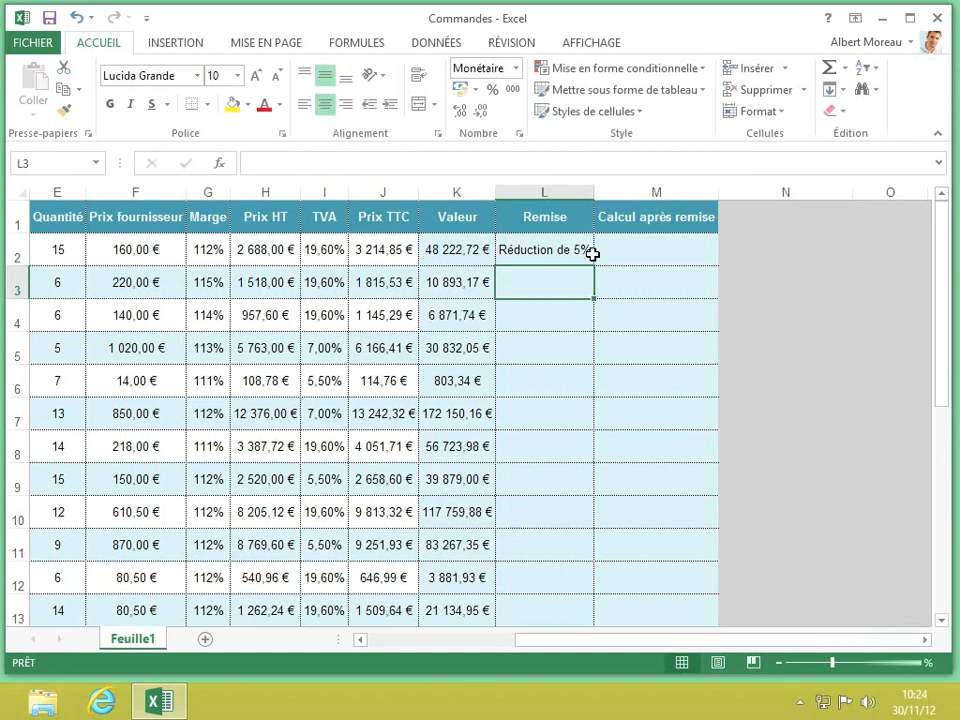 Commandes - Excel
FICHIER ACCUEIL INSERTION MISE EN PAGE FORMULES DONNÉES RÉVISION AFFICHAGE Albert Moreau
Coller
Lucida Grande 10
G I S
Monétaire
% 000
Mise en forme conditionnelle
Mettre sous forme de tableau
Styles de cellules
Insérer
Supprimer
Format
Presse-papiers Police Alignement Nombre Style Cellules Édition
L3 fx
E F G H I J K L M N O
1 Quantité Prix fournisseur Marge Prix HT TVA Prix TTC Valeur Remise Calcul après remise
2 15 160,00 € 112% 2 688,00 € 19,60% 3 214,85 € 48 222,72 € Réduction de 5%
3 6 220,00 € 115% 1 518,00 € 19,60% 1 815,53 € 10 893,17 €
4 6 140,00 € 114% 957,60 € 19,60% 1 145,29 € 6 871,74 €
5 5 1 020,00 € 113% 5 763,00 € 7,00% 6 166,41 € 30 832,05 €
6 7 14,00 € 111% 108,78 € 5,50% 114,76 € 803,34 €
7 13 850,00 € 112% 12 376,00 € 7,00% 13 242,32 € 172 150,16 €
8 14 218,00 € 111% 3 387,72 € 19,60% 4 051,71 € 56 723,98 €
9 15 150,00 € 112% 2 520,00 € 5,50% 2 658,60 € 39 879,00 €
10 12 610,50 € 112% 8 205,12 € 19,60% 9 813,32 € 117 759,88 €
11 9 870,00 € 112% 8 769,60 € 5,50% 9 251,93 € 83 267,35 €
12 6 80,50 € 112% 540,96 € 19,60% 646,99 € 3 881,93 €
13 14 80,50 € 112% 1 262,24 € 19,60% 1 509,64 € 21 134,95 €
Feuille1
PRÊT %
10:24
30/11/12